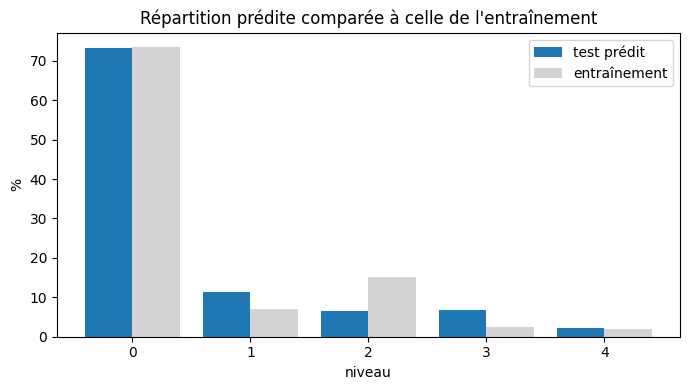 Répartition prédite comparée à celle de l'entraînement
test prédit
entraînement
70
60
50
40
30
20
10
0
%
0 1 2 3 4
niveau